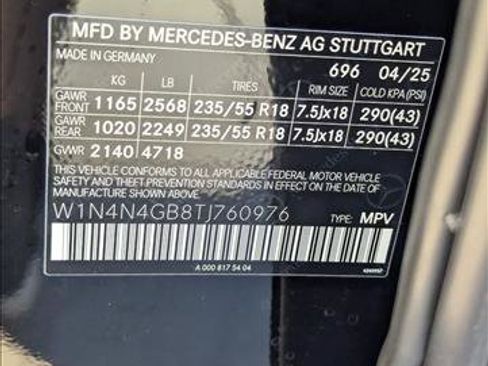 MFD BY MERCEDES-BENZ AG STUTTGART
MADE IN GERMANY
696 04/25
KG LB TIRES RIM SIZE COLD KPA (PSI)
GAWR FRONT 1165 2568 235/55 R18 7.5Jx18 290(43)
GAWR REAR 1020 2249 235/55 R18 7.5Jx18 290(43)
GVWR 2140 4718
THIS VEHICLE CONFORMS TO ALL APPLICABLE FEDERAL MOTOR VEHICLE
SAFETY, BUMPER, AND THEFT PREVENTION STANDARDS IN EFFECT ON THE DATE OF
MANUFACTURE SHOWN ABOVE.
W1N4N4GB8TJ760976 TYPE: MPV
A 000 817 54 04